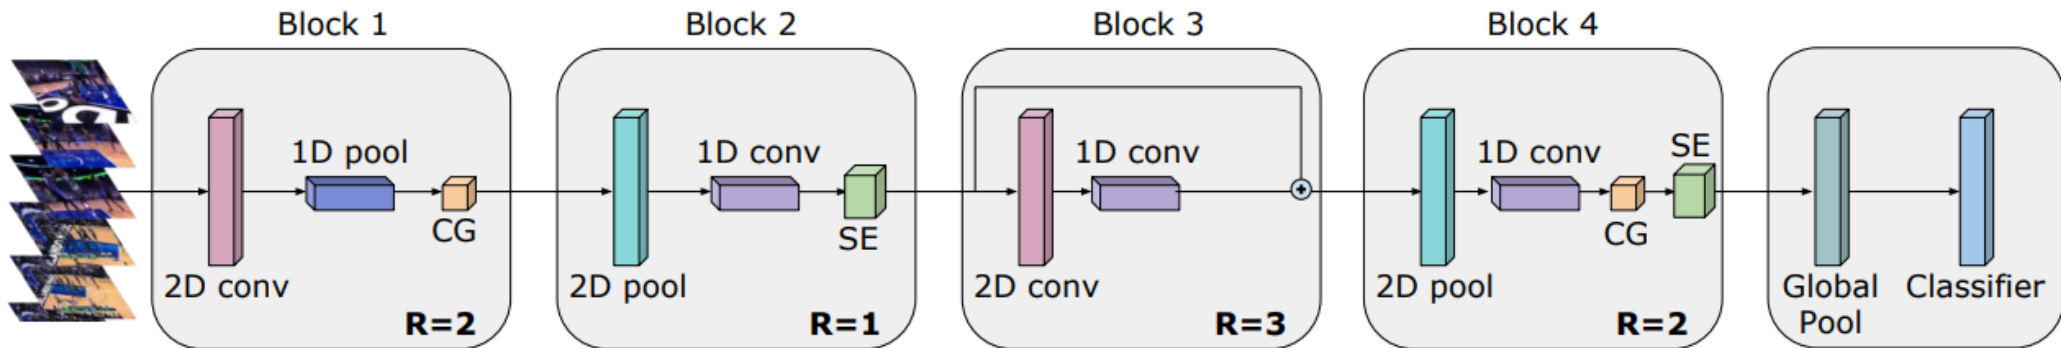 Block 1
2D conv
1D pool
CG
R=2
Block 2
2D pool
1D conv
SE
R=1
Block 3
2D conv
1D conv
+
R=3
Block 4
2D pool
1D conv
CG
SE
R=2
Global
Pool
Classifier